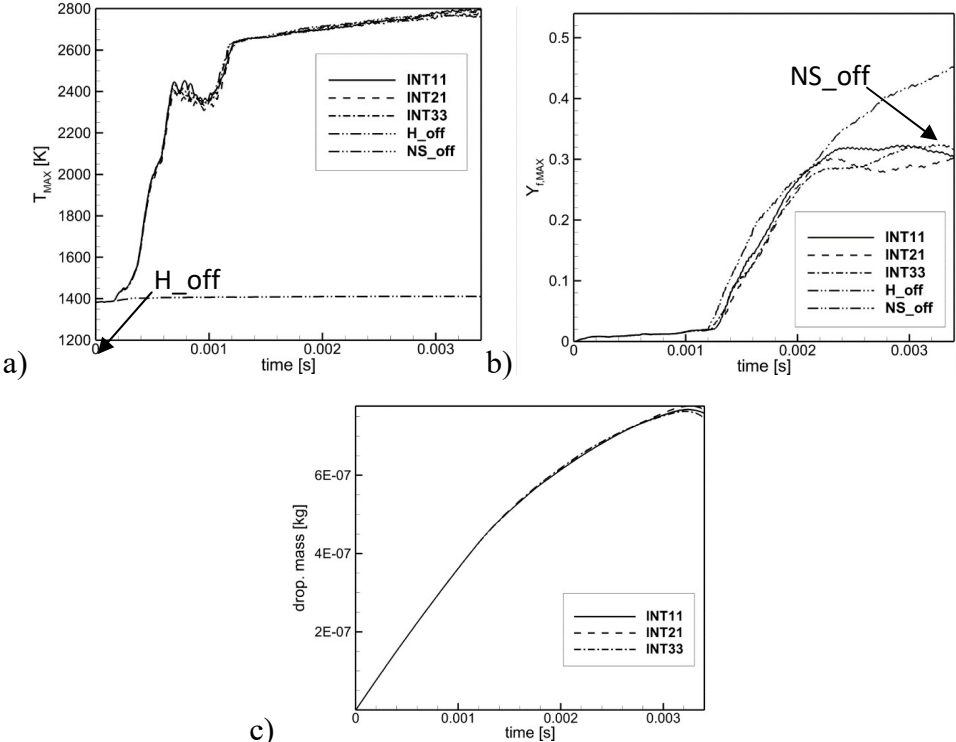 a)
T_MAX [K]
2800
2600
2400
2200
2000
1800
1600
1400
1200
INT11
INT21
INT33
H_off
NS_off
H_off
0
0.001
0.002
0.003
time [s]
b)
Y_f,MAX
0.5
0.4
0.3
0.2
0.1
0
NS_off
INT11
INT21
INT33
H_off
NS_off
0
0.001
0.002
0.003
time [s]
c)
drop. mass [kg]
6E-07
4E-07
2E-07
INT11
INT21
INT33
0
0.001
0.002
0.003
time [s]